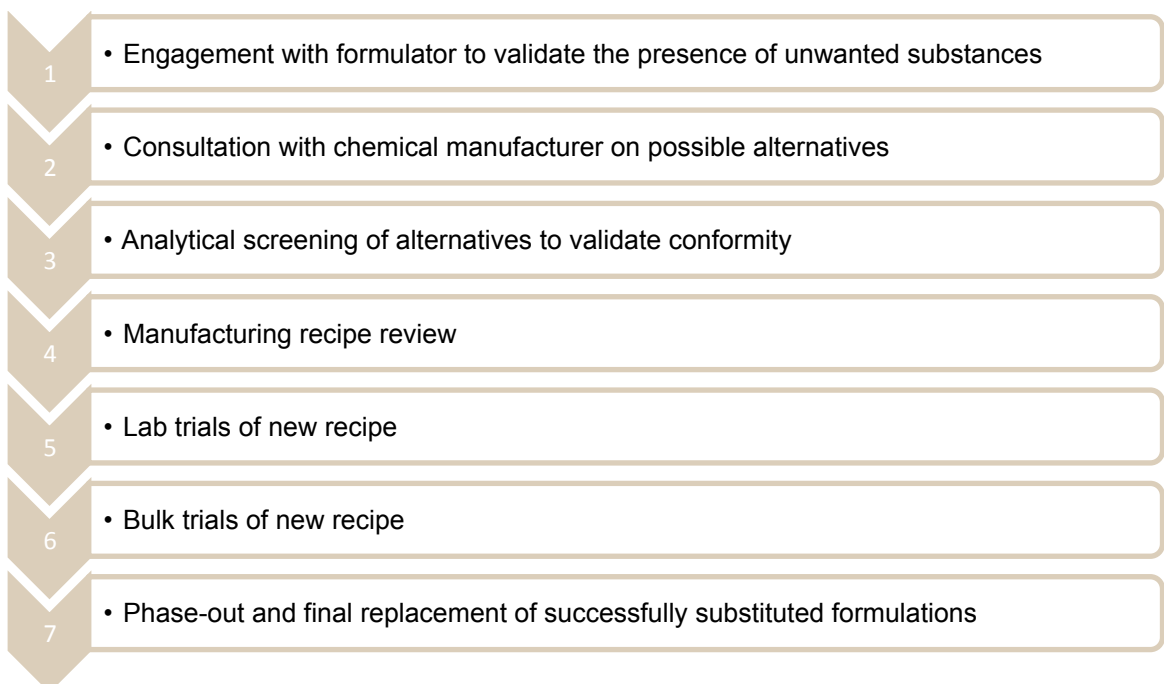 1
• Engagement with formulator to validate the presence of unwanted substances
2
• Consultation with chemical manufacturer on possible alternatives
3
• Analytical screening of alternatives to validate conformity
4
• Manufacturing recipe review
5
• Lab trials of new recipe
6
• Bulk trials of new recipe
7
• Phase-out and final replacement of successfully substituted formulations